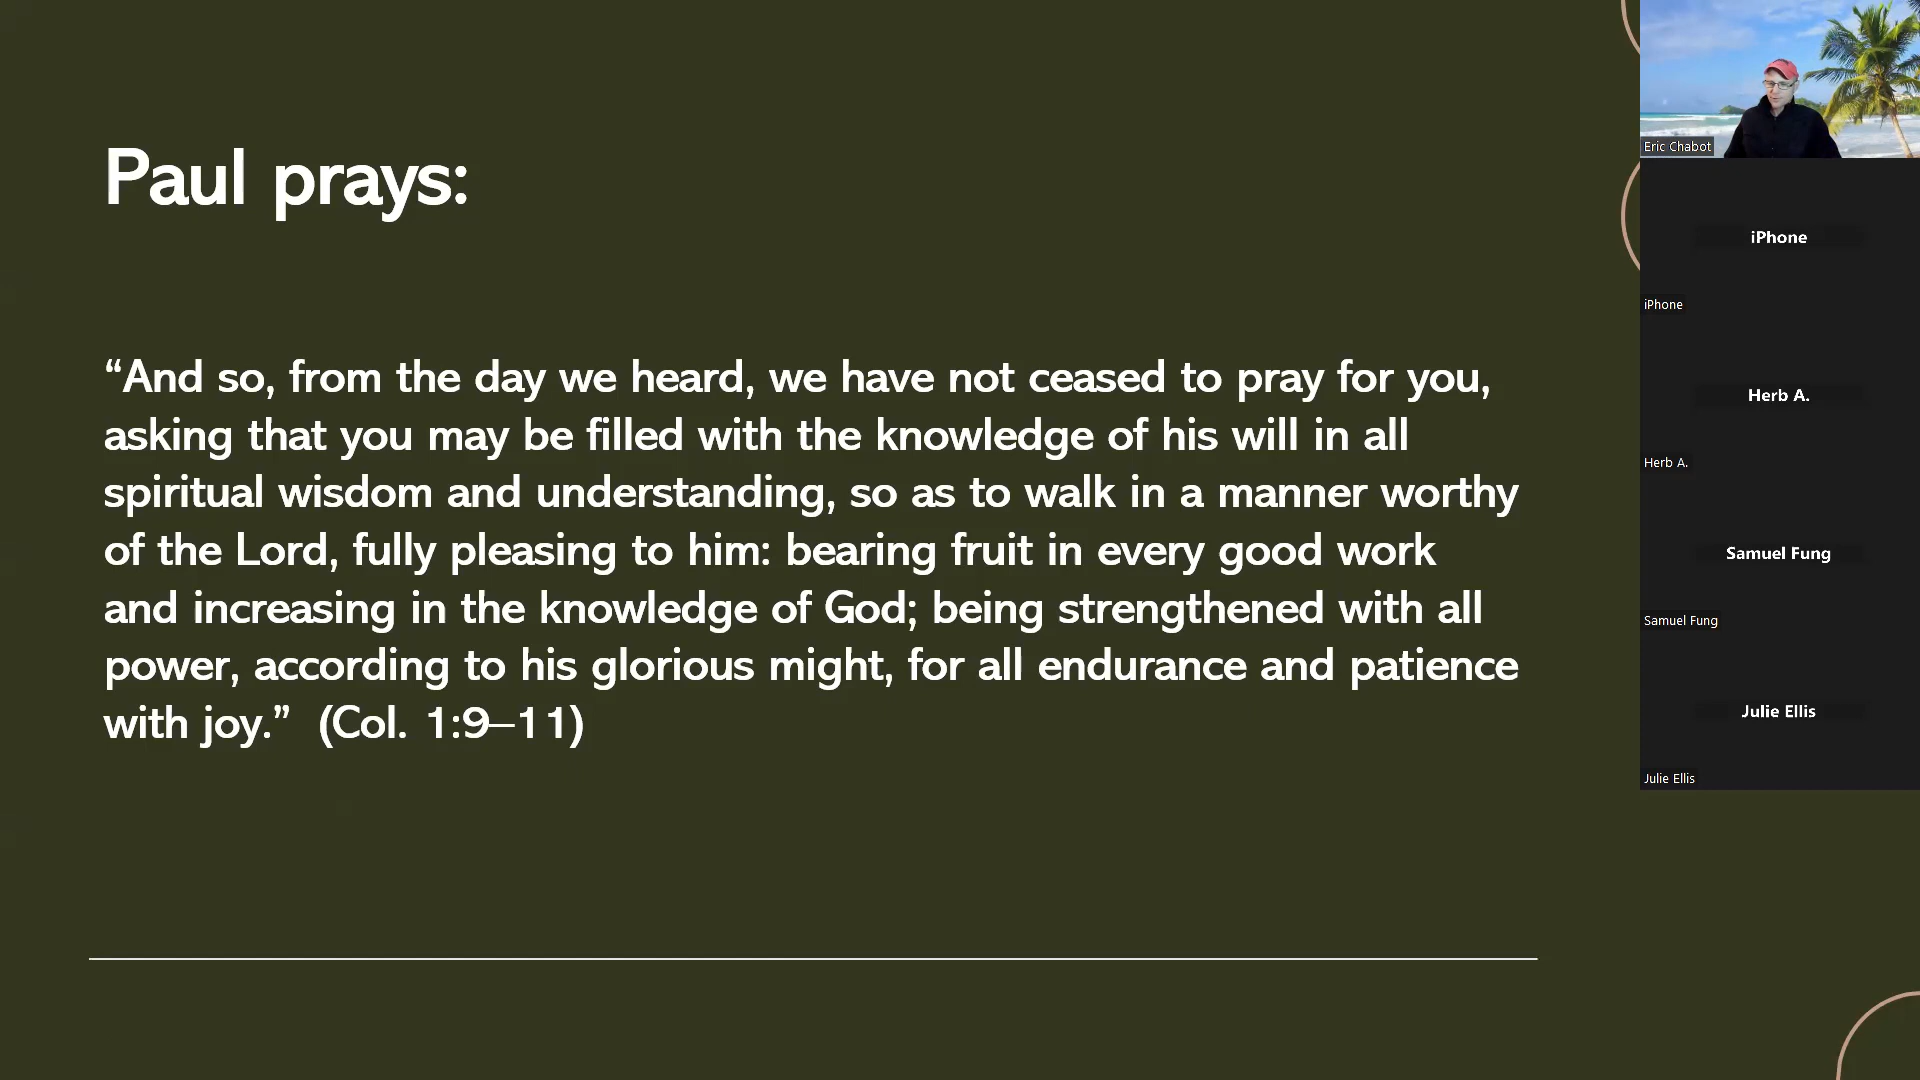 Paul prays:
“And so, from the day we heard, we have not ceased to pray for you,
asking that you may be filled with the knowledge of his will in all
spiritual wisdom and understanding, so as to walk in a manner worthy
of the Lord, fully pleasing to him: bearing fruit in every good work
and increasing in the knowledge of God; being strengthened with all
power, according to his glorious might, for all endurance and patience
with joy.”  (Col. 1:9–11)
Eric Chabot
iPhone
iPhone
Herb A.
Herb A.
Samuel Fung
Samuel Fung
Julie Ellis
Julie Ellis